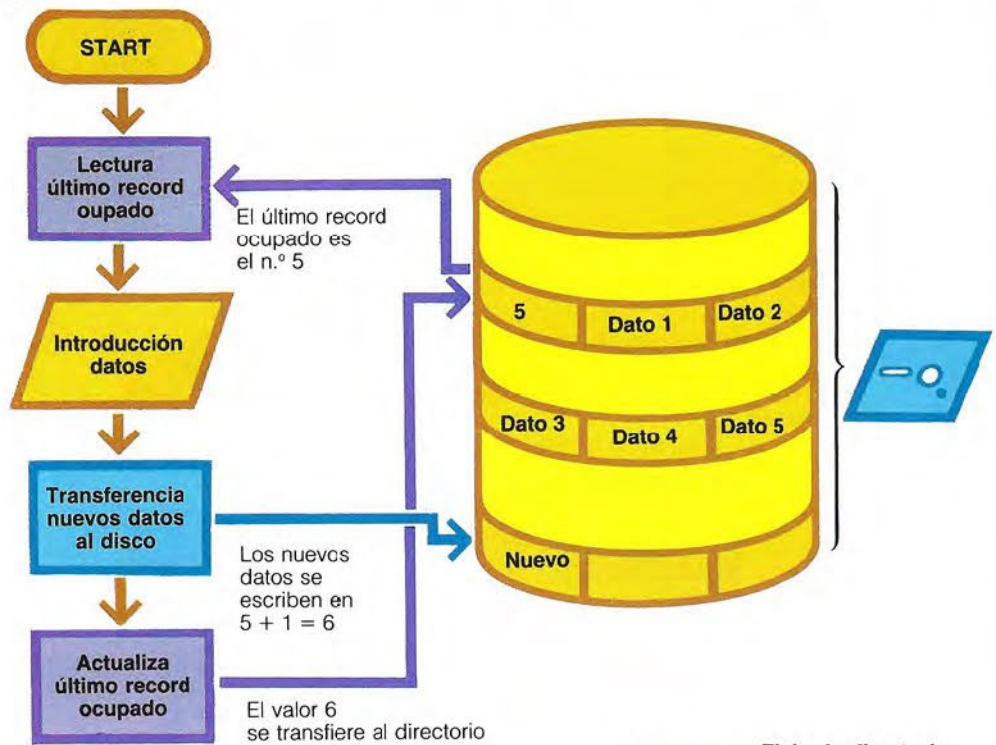 START
Lectura
último record
oupado
El último record
ocupado es
el n.º 5
Introducción
datos
Transferencia
nuevos datos
al disco
Los nuevos
datos se
escriben en
5 + 1 = 6
Actualiza
último record
ocupado
El valor 6
se transfiere al directorio
5 Dato 1 Dato 2
Dato 3 Dato 4 Dato 5
Nuevo